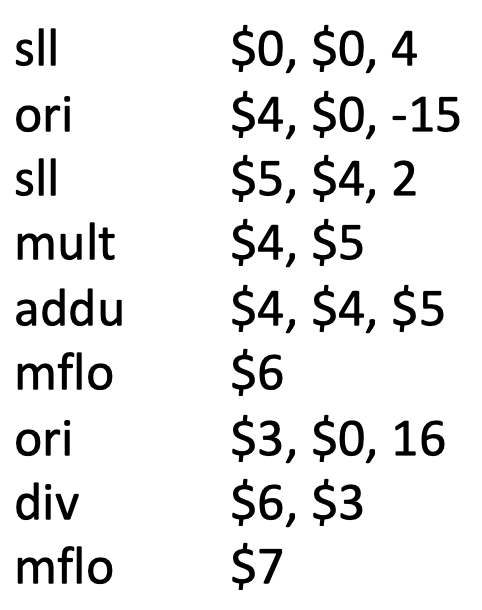 sll $0, $0, 4
ori $4, $0, -15
sll $5, $4, 2
mult $4, $5
addu $4, $4, $5
mflo $6
ori $3, $0, 16
div $6, $3
mflo $7